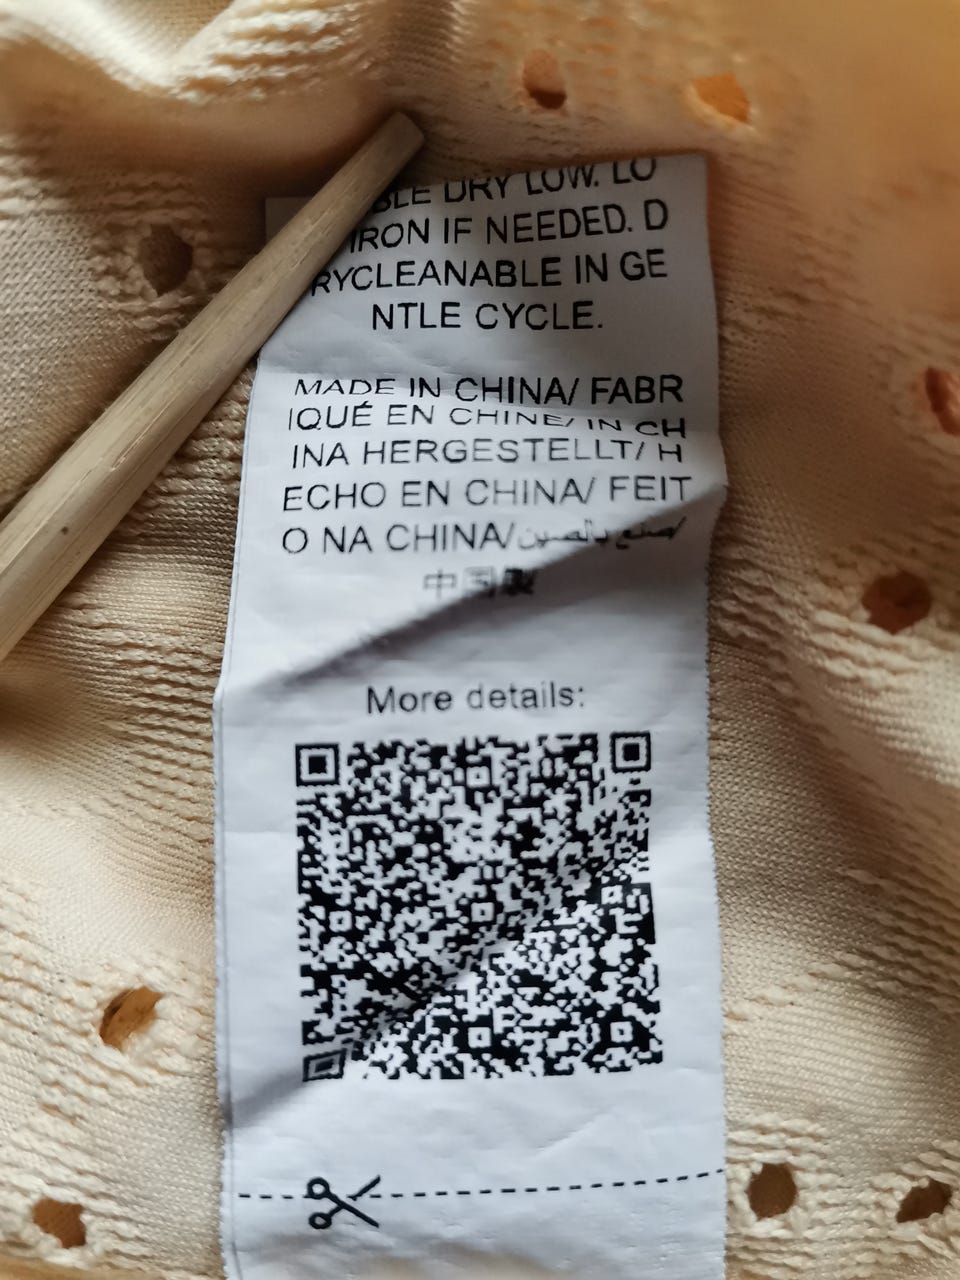 BLE DRY LOW. LO
IRON IF NEEDED. D
RYCLEANABLE IN GE
NTLE CYCLE.
MADE IN CHINA/ FABR
IQUÉ EN CHINE/ IN CH
INA HERGESTELLT/ H
ECHO EN CHINA/ FEIT
O NA CHINA/صنع بالصين/
中国製
More details: